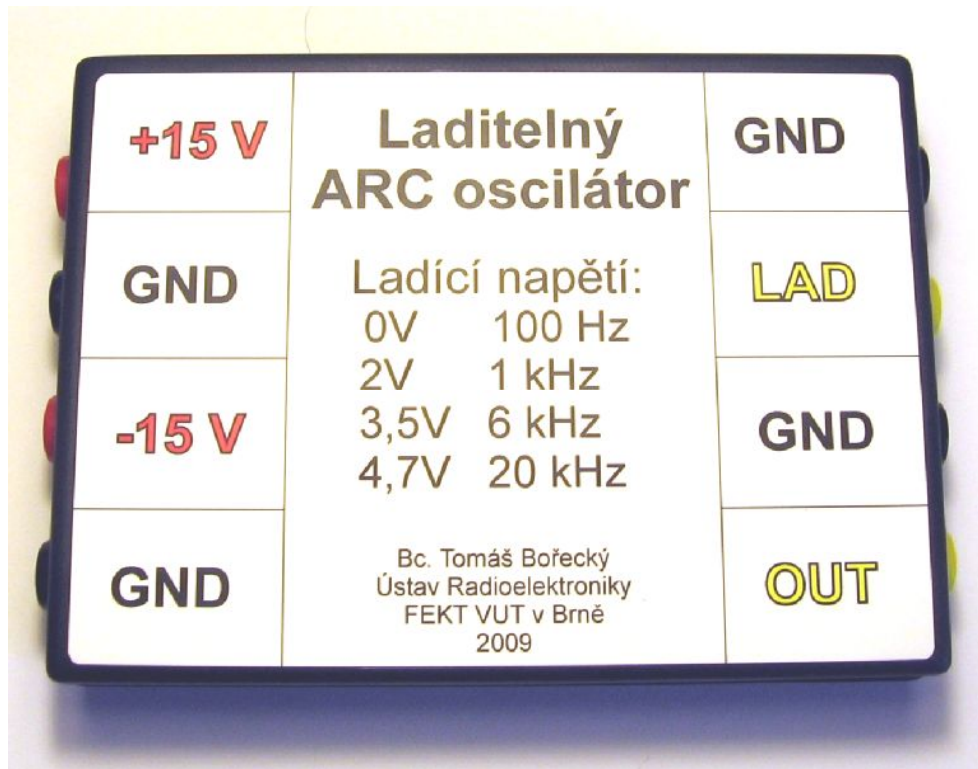 +15 V
GND
-15 V
GND
Laditelný
ARC oscilátor
Ladící napětí:
0V 100 Hz
2V 1 kHz
3,5V 6 kHz
4,7V 20 kHz
Bc. Tomáš Bořecký
Ústav Radioelektroniky
FEKT VUT v Brně
2009
GND
LAD
GND
OUT